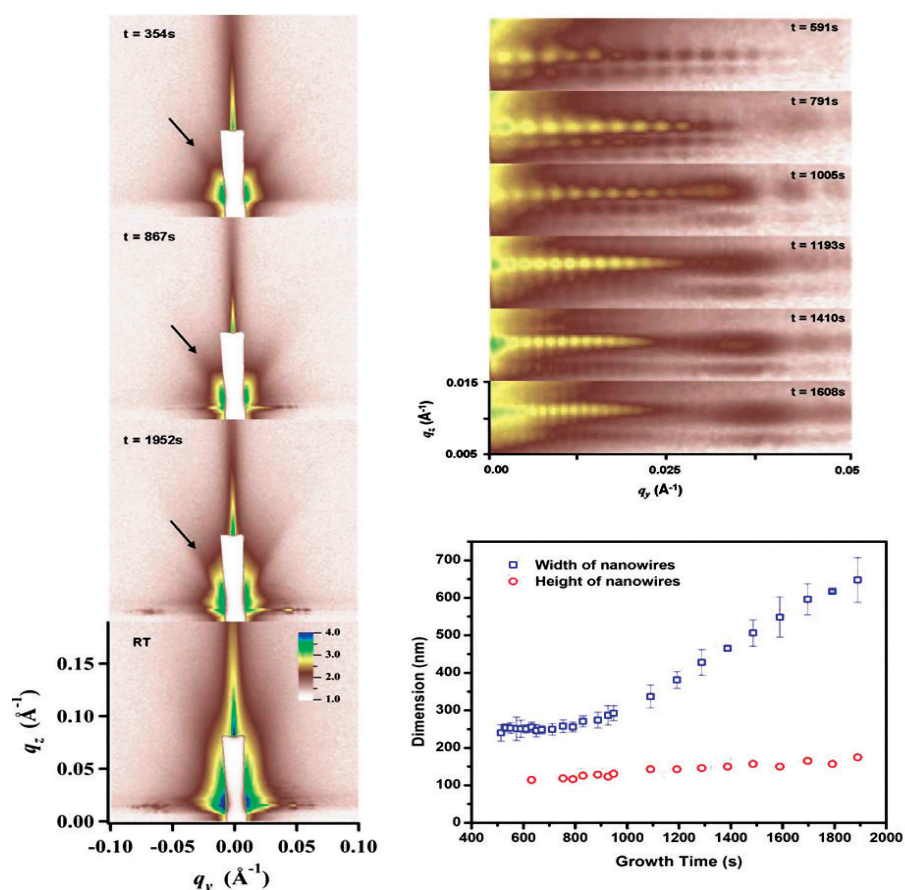 t = 354s
t = 867s
t = 1952s
RT
4.0
3.0
2.0
1.0
0.15
0.10
0.05
0.00
q_z (Å⁻¹)
-0.10 -0.05 0.00 0.05 0.10
q_y (Å⁻¹)
t = 591s
t = 791s
t = 1005s
t = 1193s
t = 1410s
t = 1608s
0.015
q_z (A⁻¹)
0.005
0.00 0.025 0.05
q_y (A⁻¹)
Width of nanowires
Height of nanowires
700
600
500
400
300
200
100
0
Dimension (nm)
400 600 800 1000 1200 1400 1600 1800 2000
Growth Time (s)